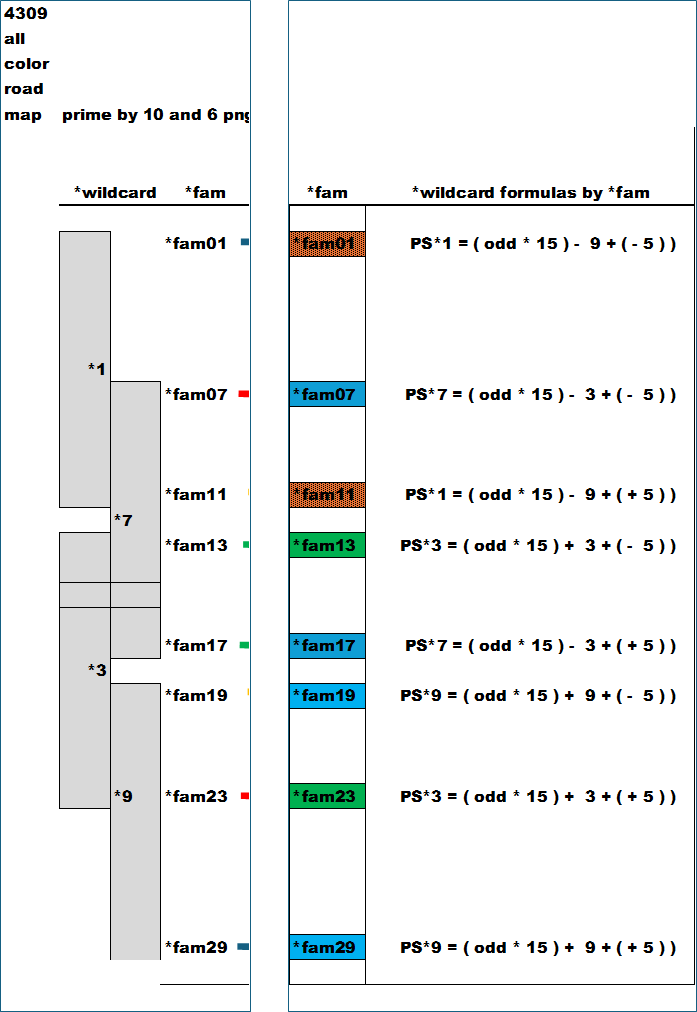 4309
all
color
road
map prime by 10 and 6 png
*wildcard *fam
*fam01
*1
*fam07
*fam11
*7
*fam13
*fam17
*3
*fam19
*9 *fam23
*fam29
*fam *wildcard formulas by *fam
*fam01 PS*1 = ( odd * 15 ) - 9 + ( - 5 ) )
*fam07 PS*7 = ( odd * 15 ) - 3 + ( - 5 ) )
*fam11 PS*1 = ( odd * 15 ) - 9 + ( + 5 ) )
*fam13 PS*3 = ( odd * 15 ) + 3 + ( - 5 ) )
*fam17 PS*7 = ( odd * 15 ) - 3 + ( + 5 ) )
*fam19 PS*9 = ( odd * 15 ) + 9 + ( - 5 ) )
*fam23 PS*3 = ( odd * 15 ) + 3 + ( + 5 ) )
*fam29 PS*9 = ( odd * 15 ) + 9 + ( + 5 ) )